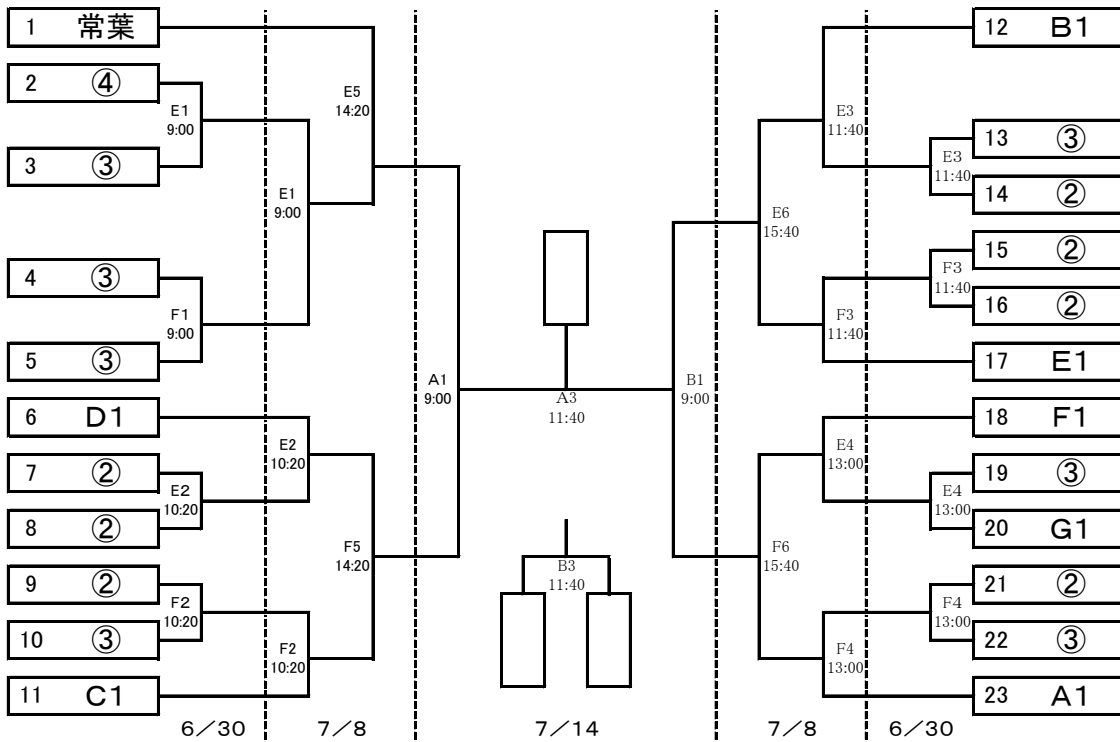 1 常葉
2 ④
E1
9:00
3 ③
E5
14:20
E1
9:00
4 ③
F1
9:00
5 ③
6 D1
7 ②
E2
10:20
8 ②
E2
10:20
9 ②
F2
10:20
10 ③
11 C1
F2
10:20
F5
14:20
A1
9:00
A3
11:40
B3
11:40
B1
9:00
12 B1
E3
11:40
13 ③
E3
11:40
14 ②
E6
15:40
15 ②
F3
11:40
16 ②
F3
11:40
17 E1
18 F1
E4
13:00
19 ③
E4
13:00
20 G1
F6
15:40
21 ②
F4
13:00
22 ③
F4
13:00
23 A1
6/30 7/8 7/14 7/8 6/30